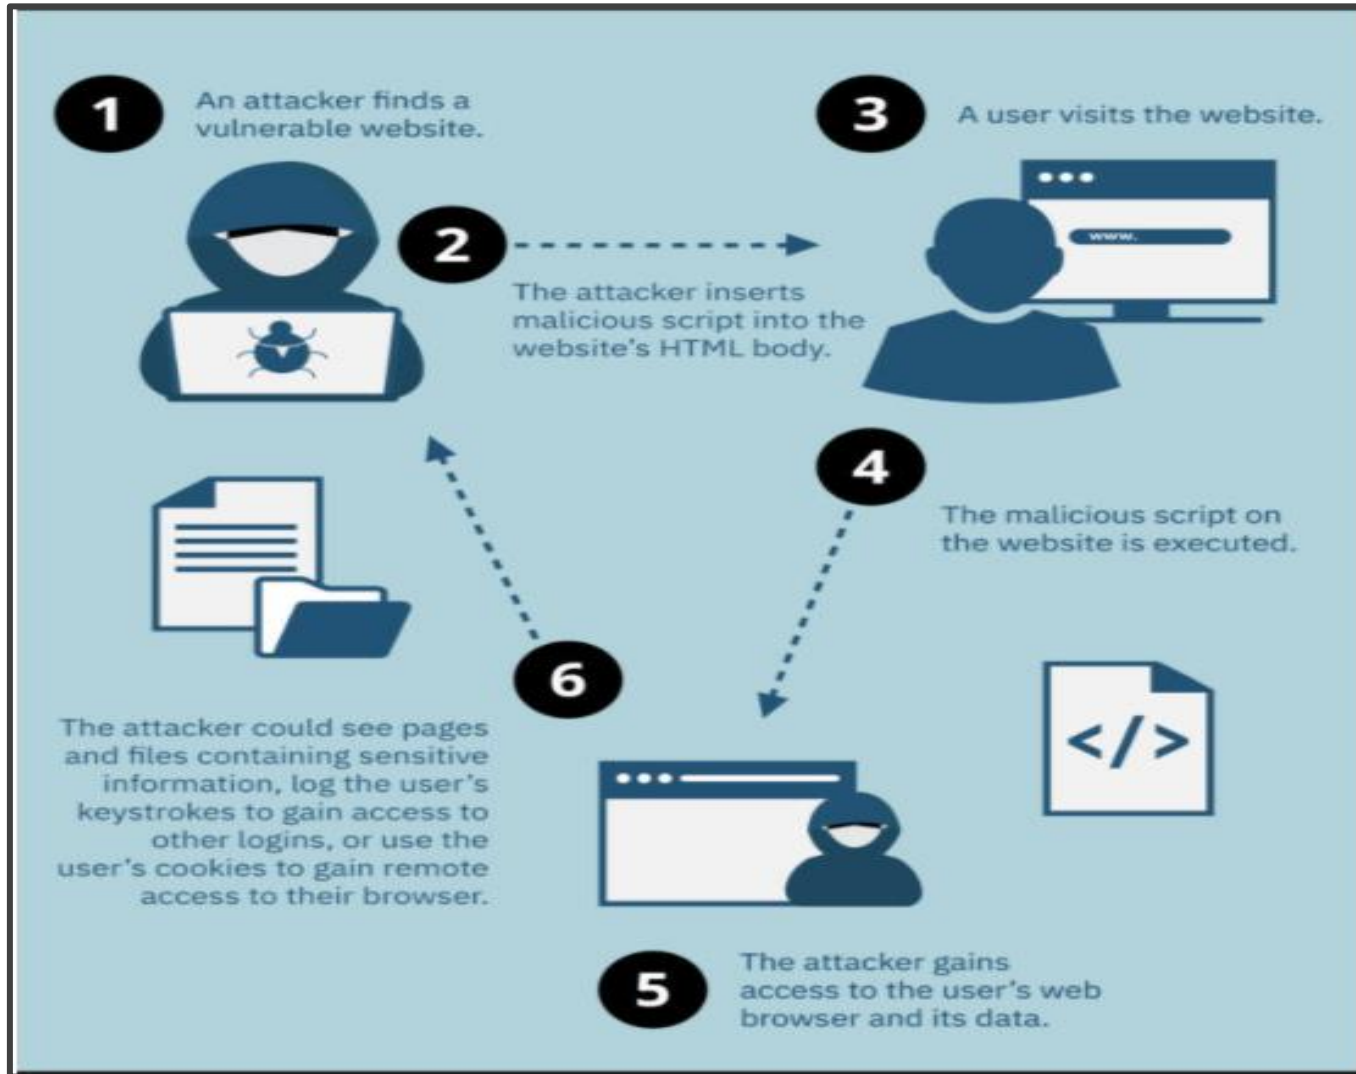 1
An attacker finds a
vulnerable website.
2
The attacker inserts
malicious script into the
website's HTML body.
3
A user visits the website.
www.
4
The malicious script on
the website is executed.
</>
5
The attacker gains
access to the user's web
browser and its data.
6
The attacker could see pages
and files containing sensitive
information, log the user's
keystrokes to gain access to
other logins, or use the
user's cookies to gain remote
access to their browser.